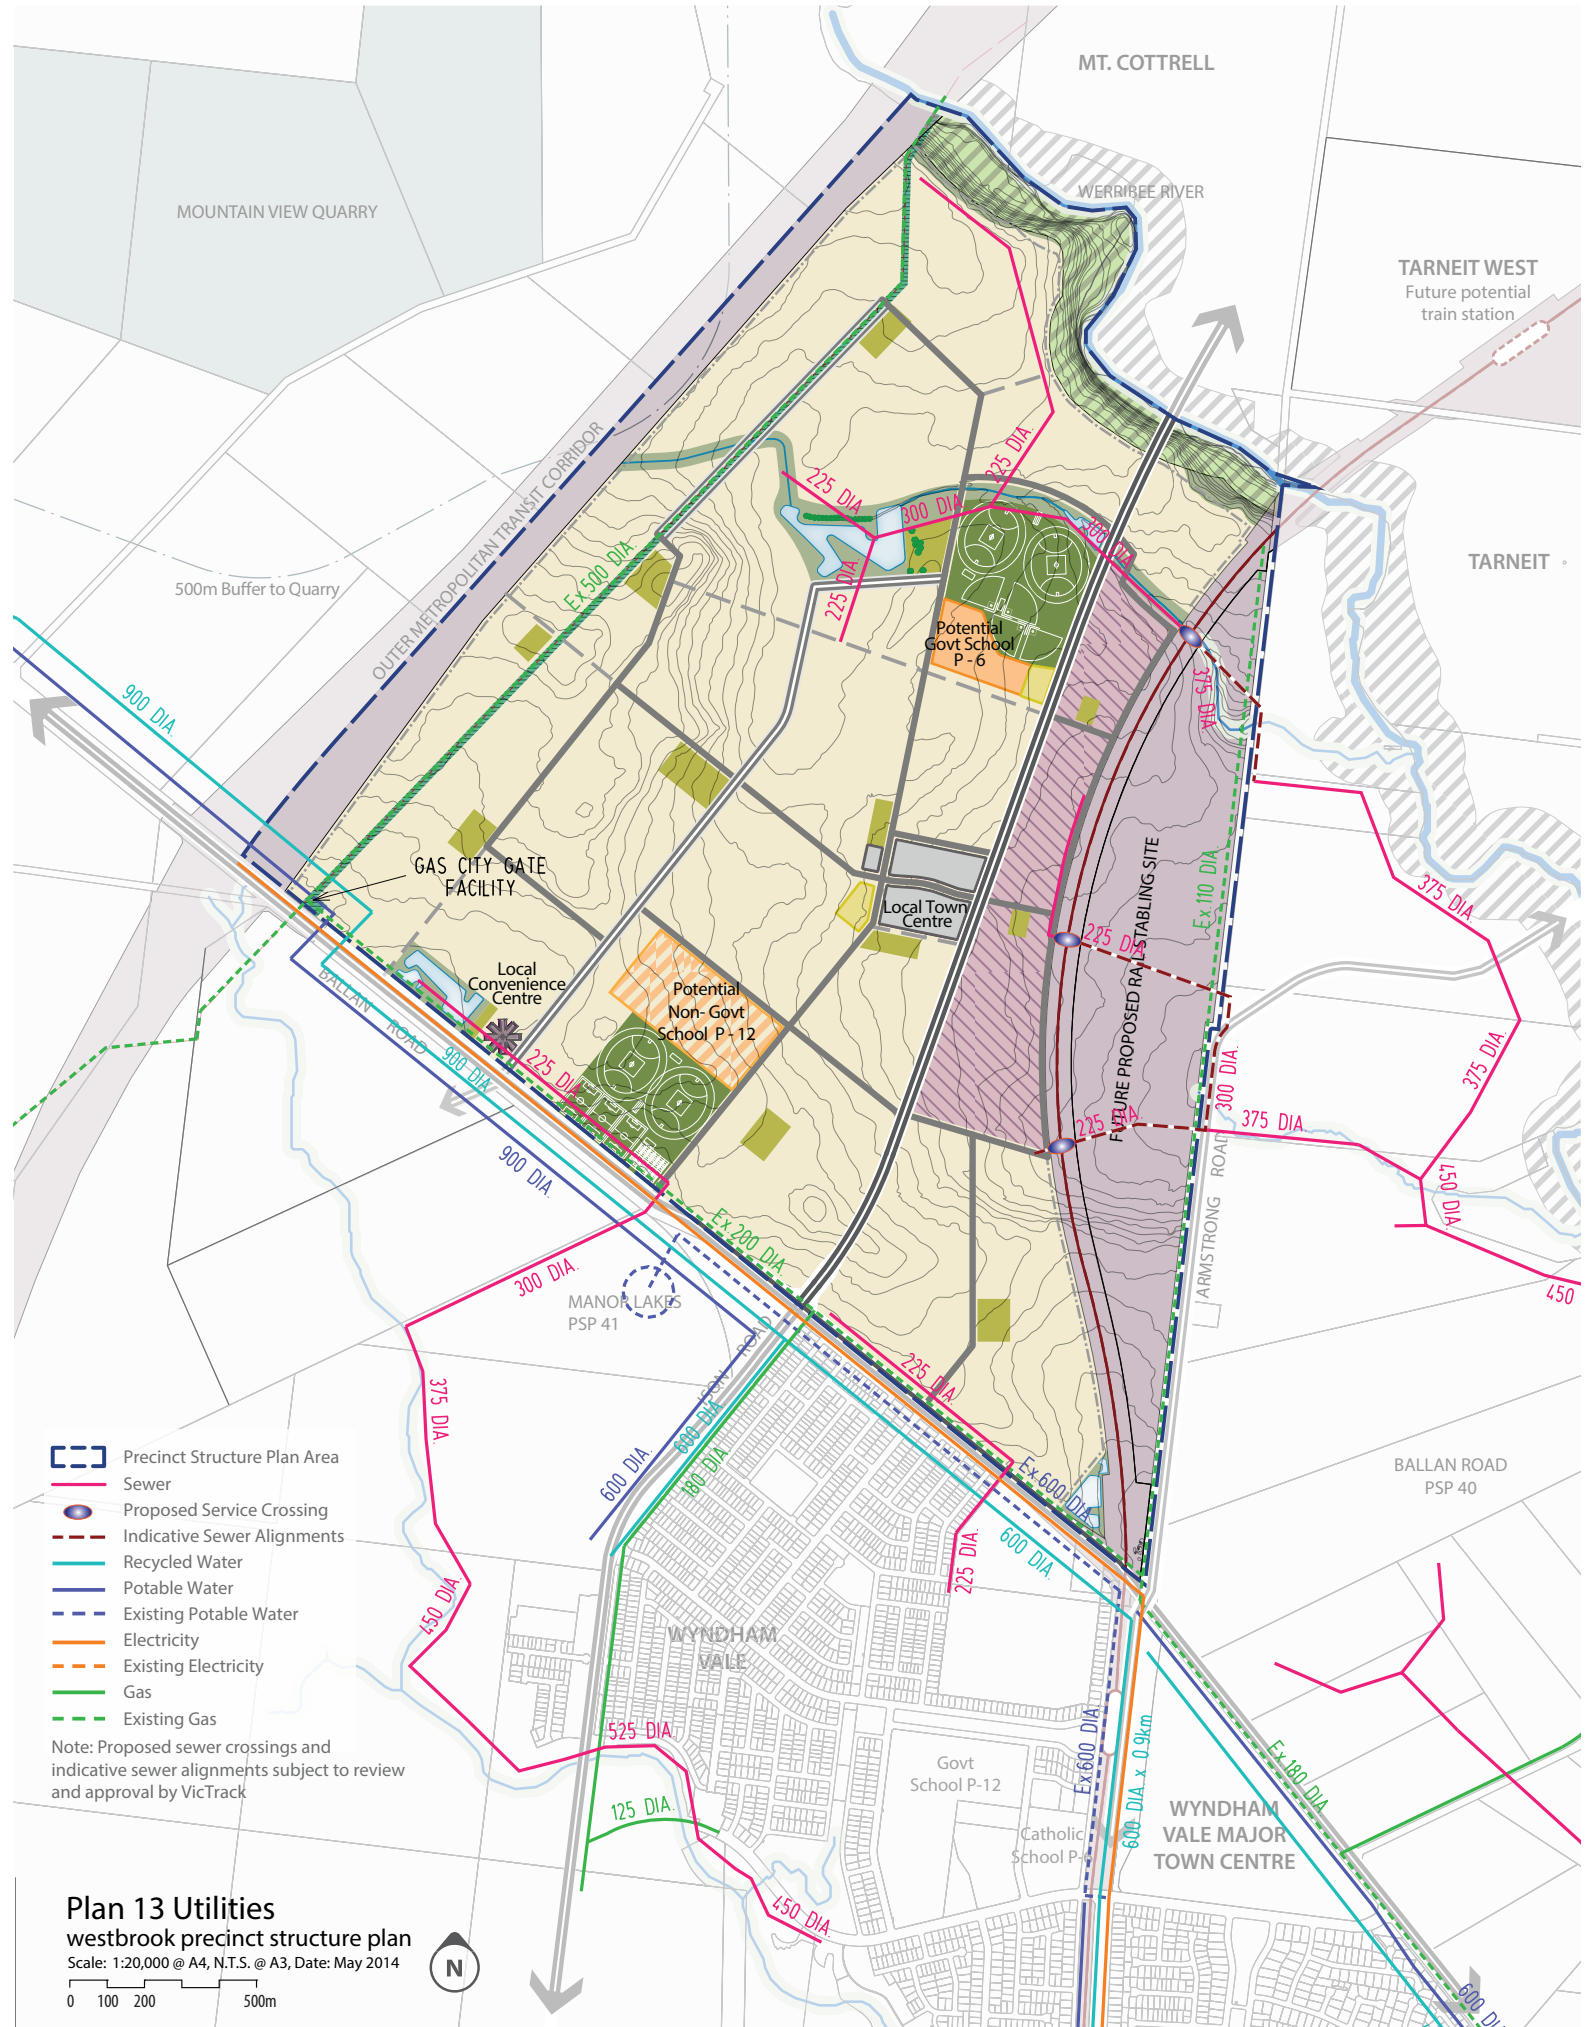 MT. COTTRELL
WERRIBEE RIVER
MOUNTAIN VIEW QUARRY
TARNEIT WEST
Future potential
train station
OUTER METROPOLITAN TRANSIT CORRIDOR
225 DIA.
225 DIA
300 DIA
300 DIA
225 DIA
Ex 500 DIA.
500m Buffer to Quarry
TARNEIT
Potential
Govt School
P - 6
375 DIA
900 DIA.
GAS CITY GATE
FACILITY
Local Town
Centre
FUTURE PROPOSED RAIL STABLING SITE
Ex 110 DIA
375 DIA.
225 DIA
Local
Convenience
Centre
Potential
Non- Govt
School P - 12
BALLAN ROAD
900 DIA.
225 DIA.
375 DIA.
300 DIA.
225 DIA.
375 DIA.
900 DIA.
450 DIA.
ARMSTRONG ROAD
Ex 200 DIA.
300 DIA.
MANOR LAKES
PSP 41
450
ISON ROAD
225 DIA.
375 DIA.
600 DIA.
600 DIA.
180 DIA
Ex 600 DIA.
600 DIA.
225 DIA.
BALLAN ROAD
PSP 40
Precinct Structure Plan Area
Sewer
Proposed Service Crossing
Indicative Sewer Alignments
Recycled Water
Potable Water
Existing Potable Water
Electricity
Existing Electricity
Gas
Existing Gas
Note: Proposed sewer crossings and
indicative sewer alignments subject to review
and approval by VicTrack
450 DIA.
WYNDHAM
VALE
525 DIA.
125 DIA.
Govt
School P-12
Ex 600 DIA.
600 DIA. x 0.9km
Ex 180 DIA
WYNDHAM
VALE MAJOR
TOWN CENTRE
Catholic
School P-6
450 DIA.
600 DIA.
Plan 13 Utilities
westbrook precinct structure plan
Scale: 1:20,000 @ A4, N.T.S. @ A3, Date: May 2014
0 100 200 500m
N